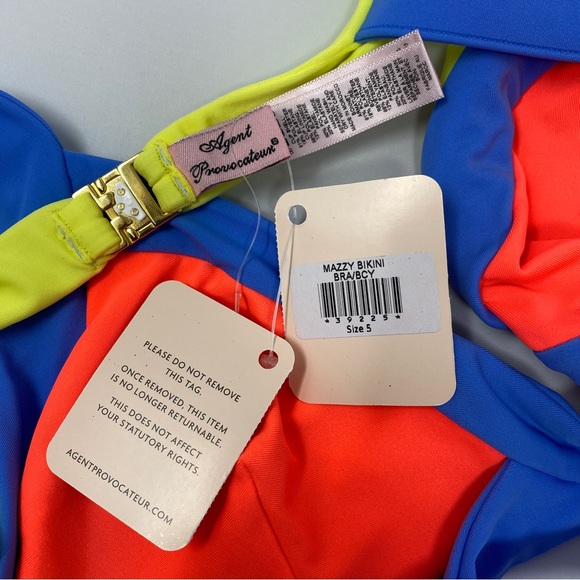 Agent
Provocateur®
MAZZY BIKINI
BRA/BCY
*39225*
Size 5
PLEASE DO NOT REMOVE
THIS TAG.
ONCE REMOVED, THIS ITEM
IS NO LONGER RETURNABLE.
THIS DOES NOT AFFECT
YOUR STATUTORY RIGHTS.
AGENTPROVOCATEUR.COM